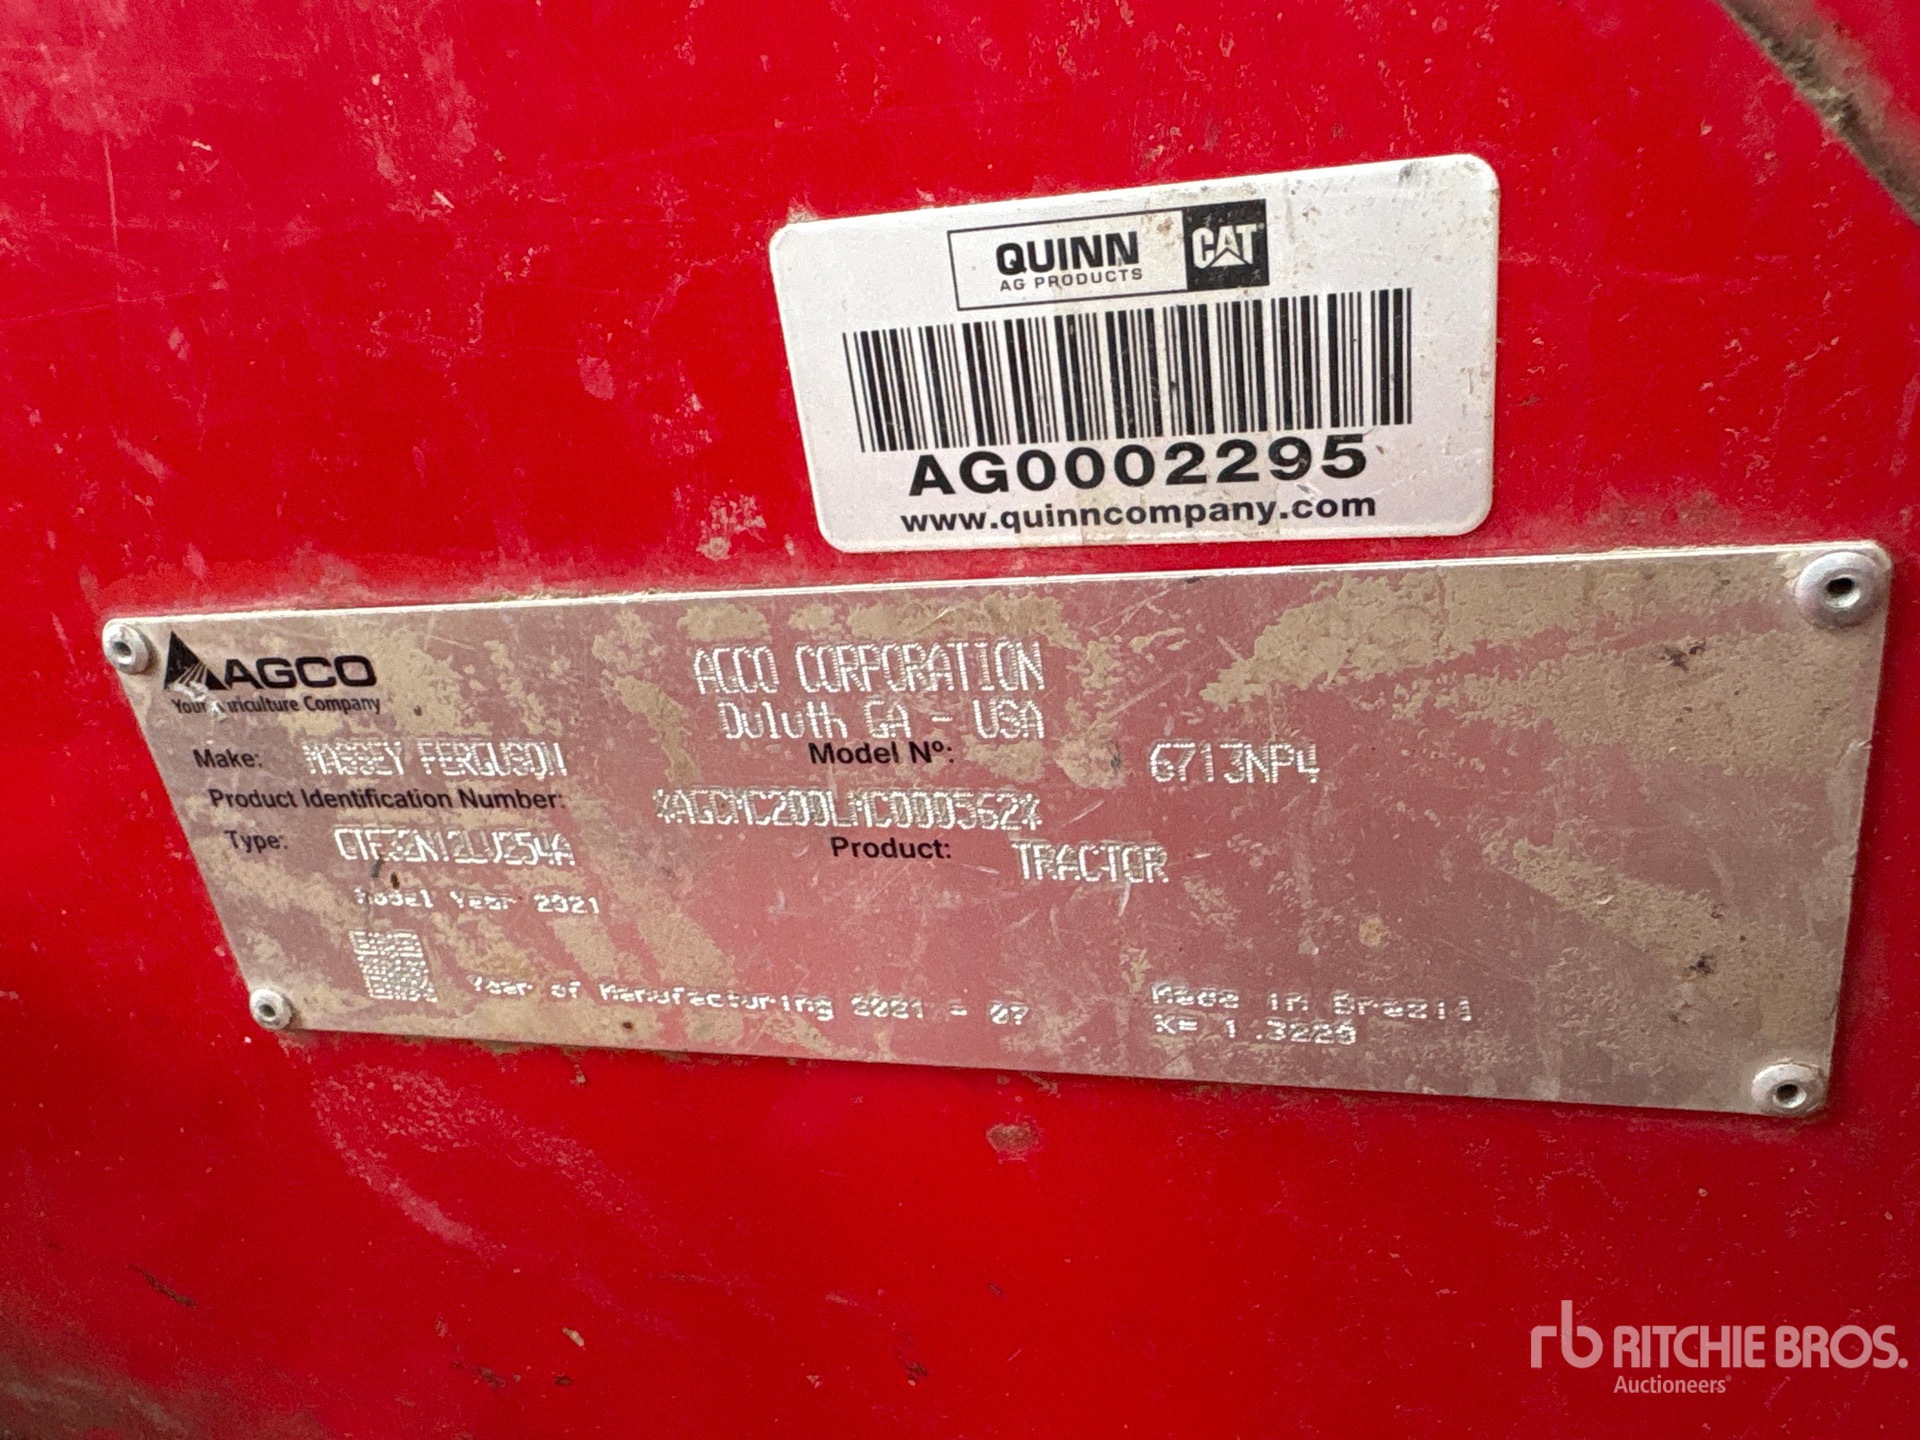 QUINN
AG PRODUCTS
CAT
AG0002295
www.quinncompany.com
AGCO
Your Agriculture Company
AGCO CORPORATION
Duluth GA - USA
Make: MASSEY FERGUSON
Model Nº: 6713NP4
Product Identification Number: *AGCMC200LMC000562*
Type:
Product: TRACTOR
Model Year 2021
Year of Manufacturing 2021 - 07
Made in Brazil
K= 1.3220
rb RITCHIE BROS.
Auctioneers